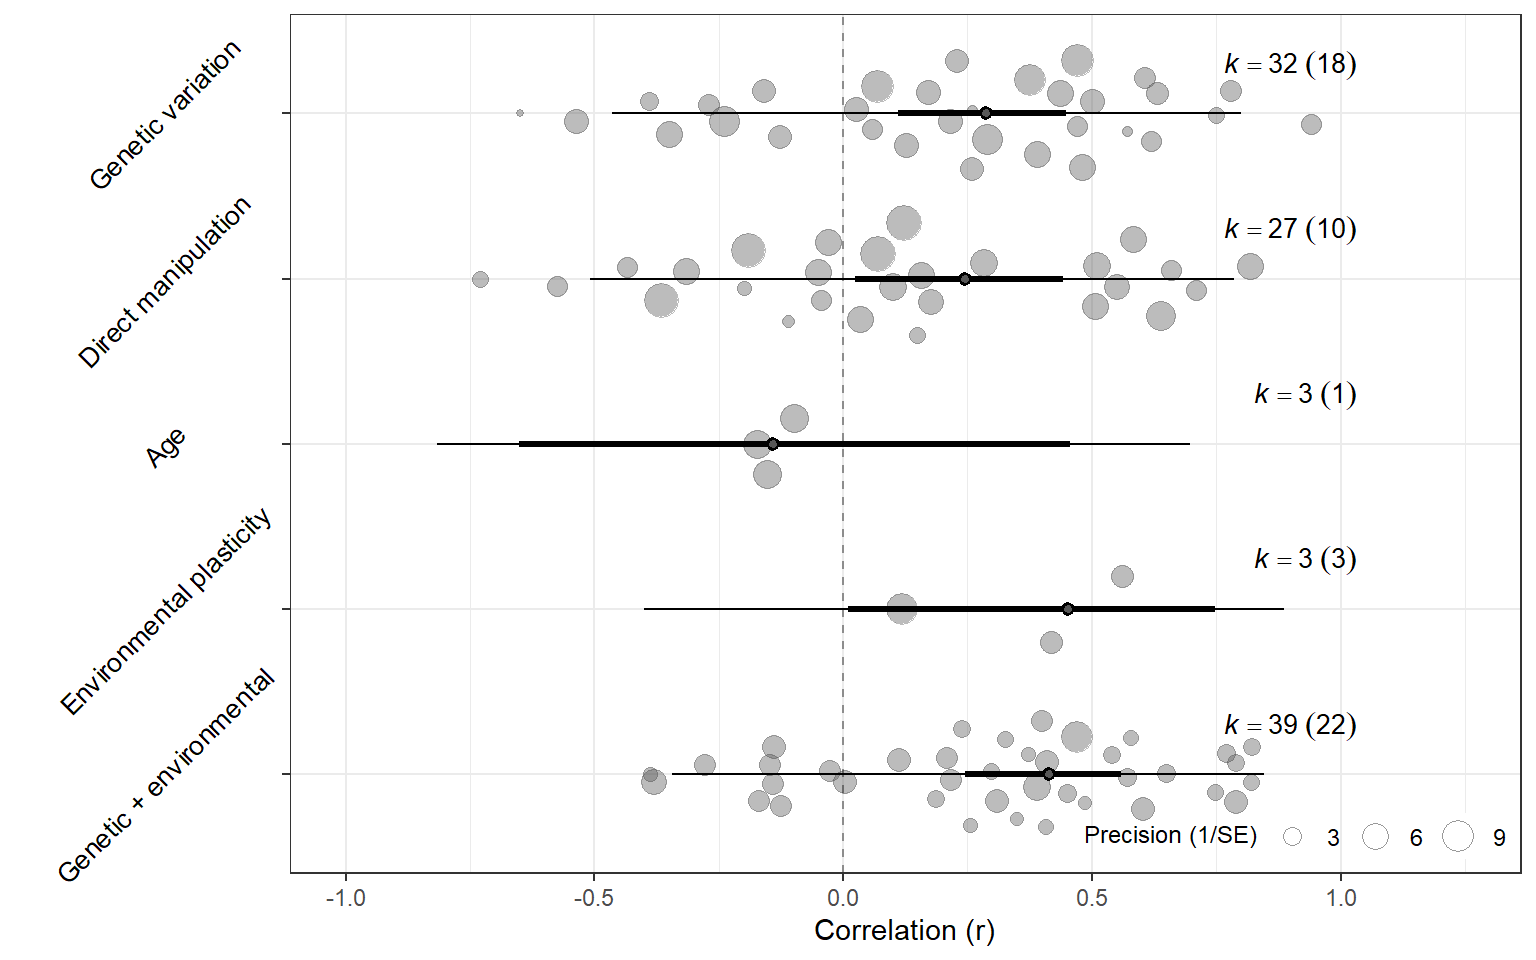 Genetic variation
k = 32 (18)
Direct manipulation
k = 27 (10)
Age
k = 3 (1)
Environmental plasticity
k = 3 (3)
Genetic + environmental
k = 39 (22)
Precision (1/SE) 3 6 9
-1.0 -0.5 0.0 0.5 1.0
Correlation (r)